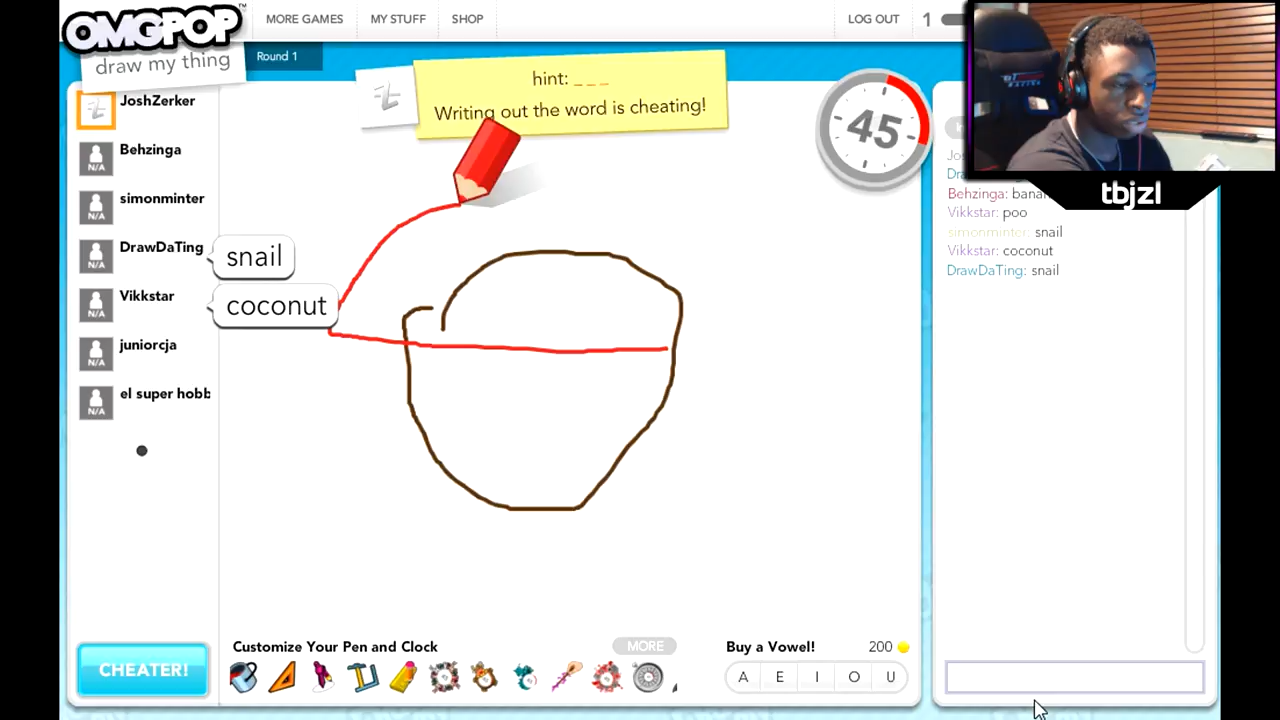 OMGPOP
™
MORE GAMES
MY STUFF
SHOP
LOG OUT
1
draw my thing
Round 1
hint: _ _ _
Writing out the word is cheating!
45
JoshZerker
Behzinga
simonminter
DrawDaTing
snail
Vikkstar
coconut
juniorcja
el super hobb
N/A
N/A
N/A
N/A
N/A
N/A
tbjzl
Behzinga:
Vikkstar: poo
simonminter: snail
Vikkstar: coconut
DrawDaTing: snail
CHEATER!
Customize Your Pen and Clock
MORE
Buy a Vowel!
200
A E I O U